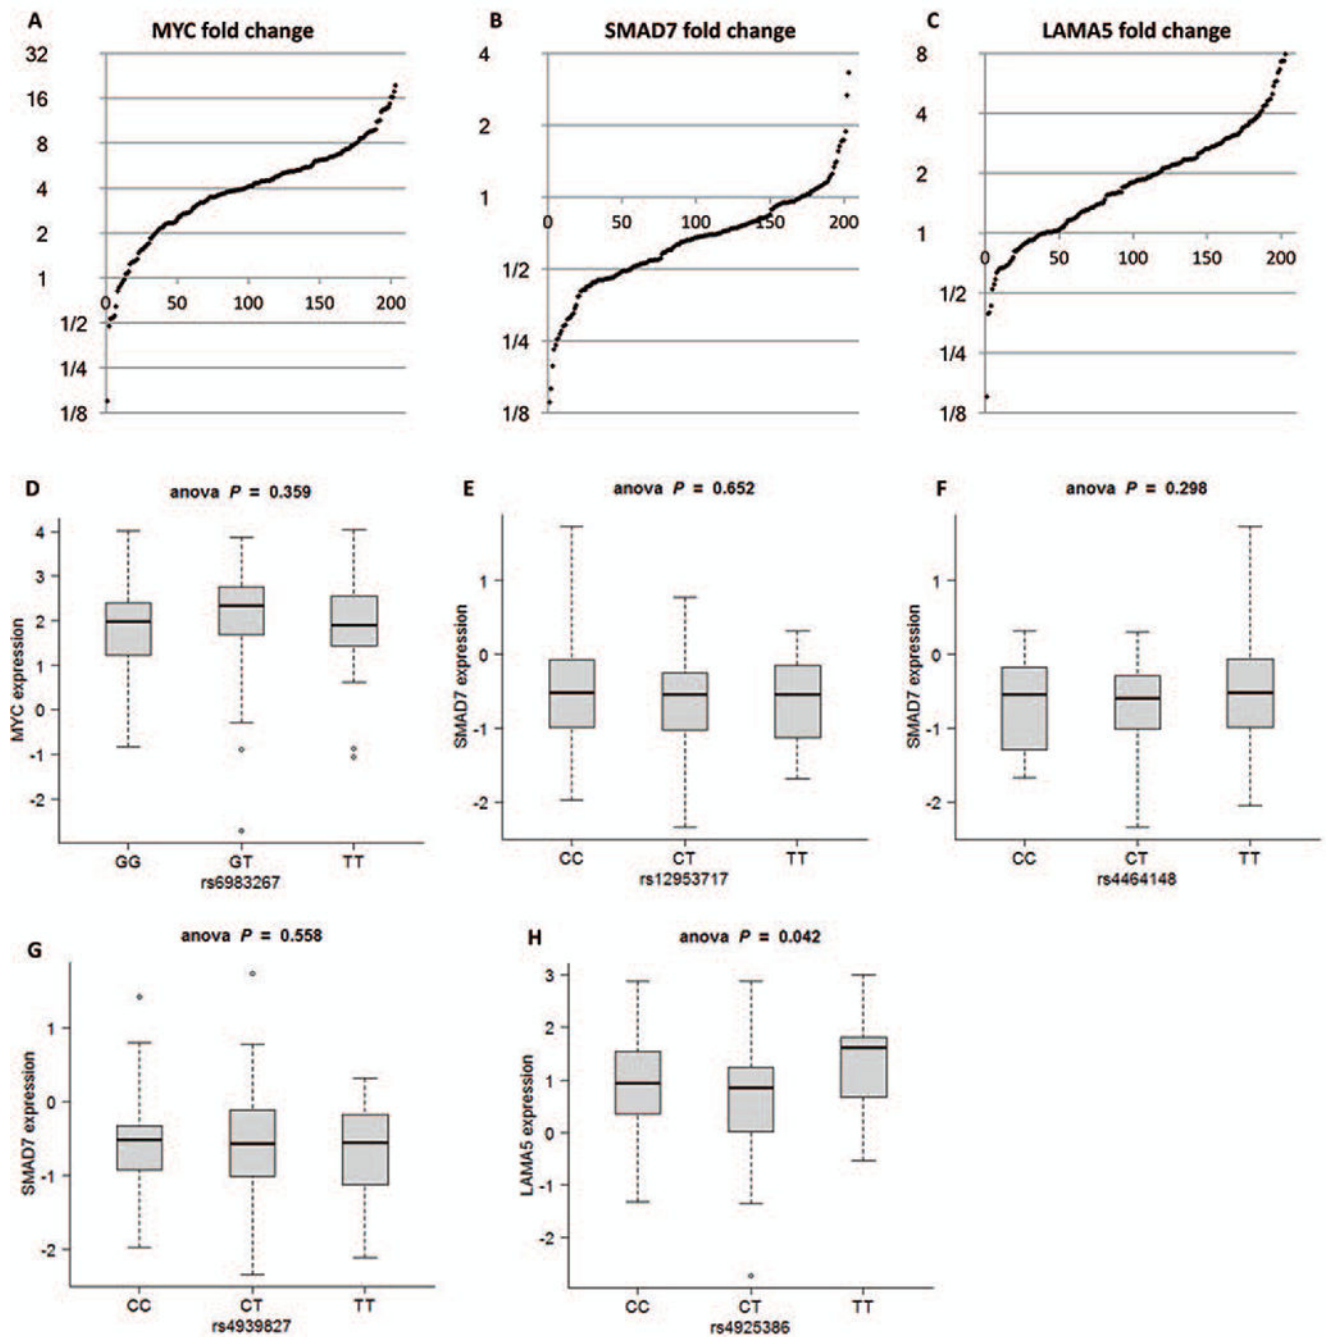 A MYC fold change
32
16
8
4
2
1
1/2
1/4
1/8
0 50 100 150 200
B SMAD7 fold change
4
2
1
1/2
1/4
1/8
0 50 100 150 200
C LAMA5 fold change
8
4
2
1
1/2
1/4
1/8
0 50 100 150 200
D anova P = 0.359
MYC expression
4
3
2
1
0
-1
-2
GG GT TT
rs6983267
E anova P = 0.652
SMAD7 expression
1
0
-1
-2
CC CT TT
rs12953717
F anova P = 0.298
SMAD7 expression
1
0
-1
-2
CC CT TT
rs4464148
G anova P = 0.558
SMAD7 expression
1
0
-1
-2
CC CT TT
rs4939827
H anova P = 0.042
LAMA5 expression
3
2
1
0
-1
-2
CC CT TT
rs4925386